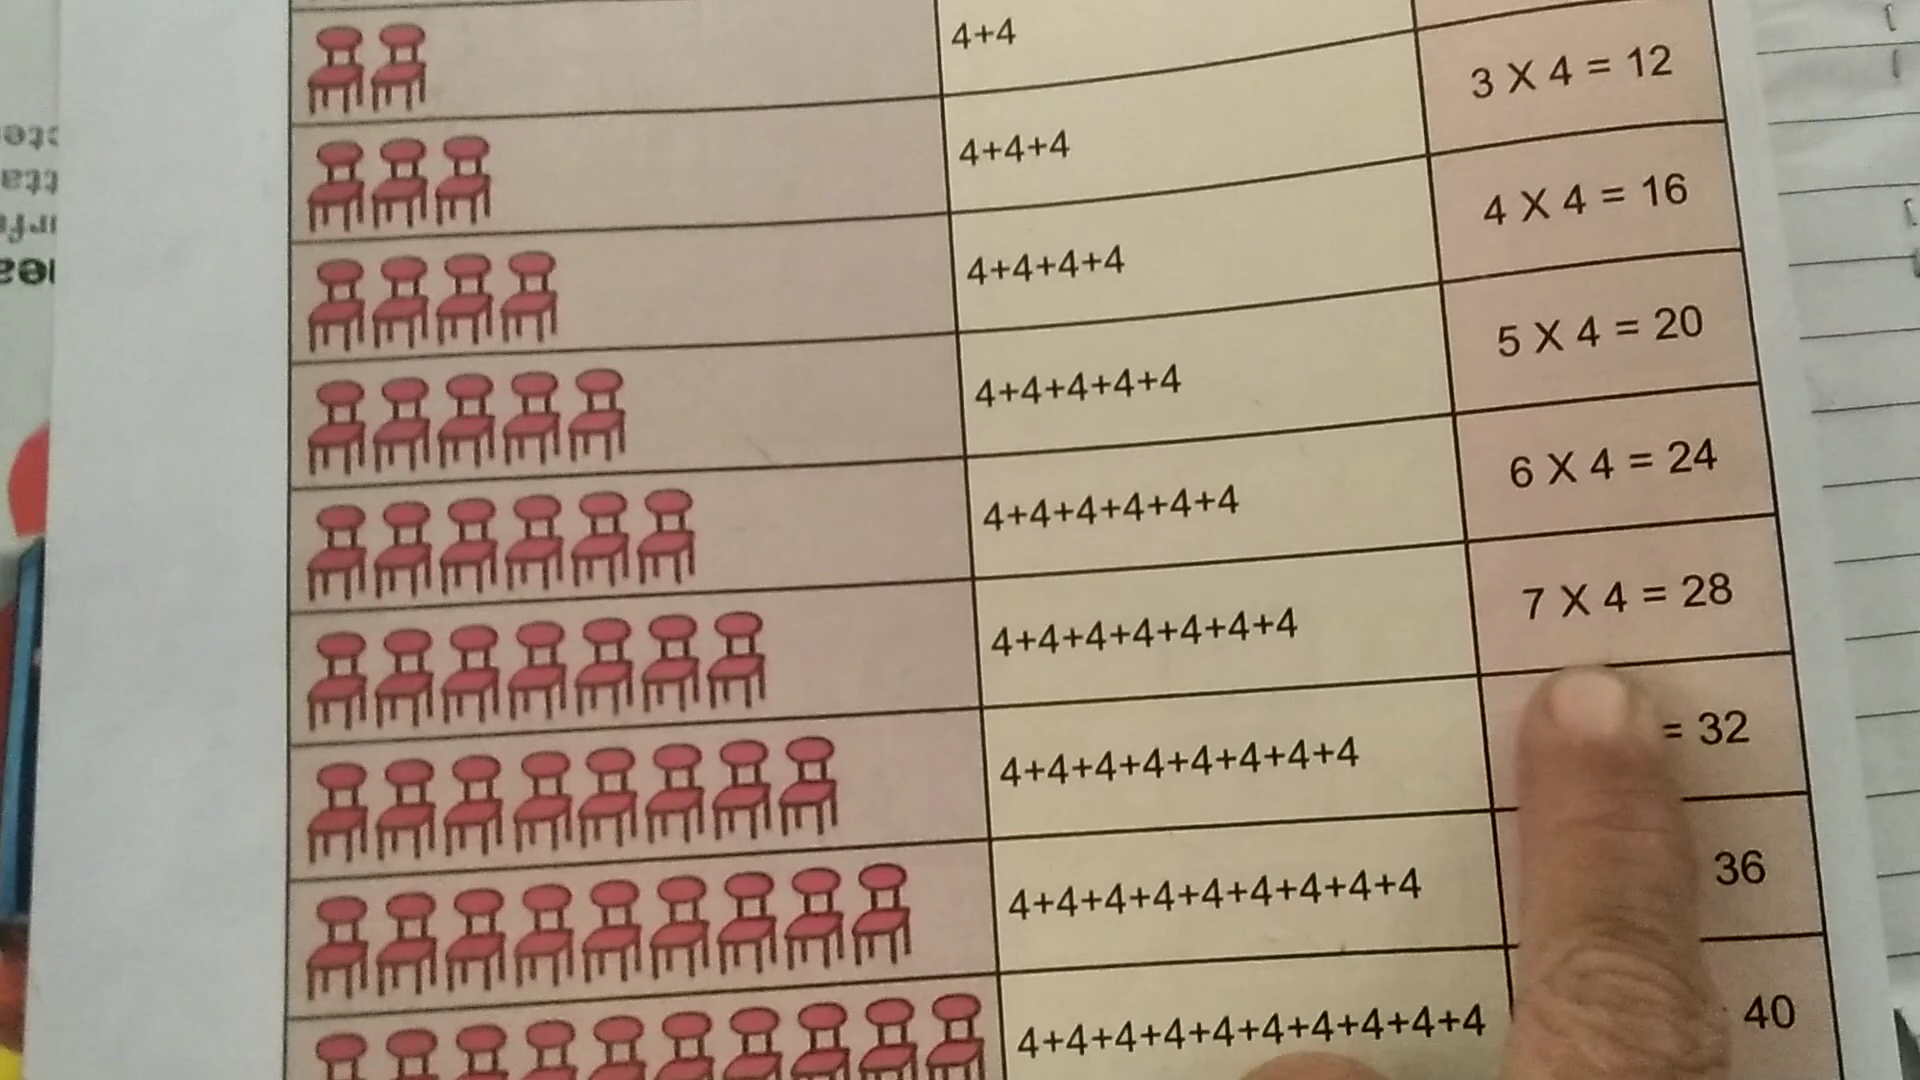 4+4
3 X 4 = 12
4+4+4
4 X 4 = 16
4+4+4+4
5 X 4 = 20
4+4+4+4+4
6 X 4 = 24
4+4+4+4+4+4
7 X 4 = 28
4+4+4+4+4+4+4
= 32
4+4+4+4+4+4+4+4
36
4+4+4+4+4+4+4+4+4
40
4+4+4+4+4+4+4+4+4+4